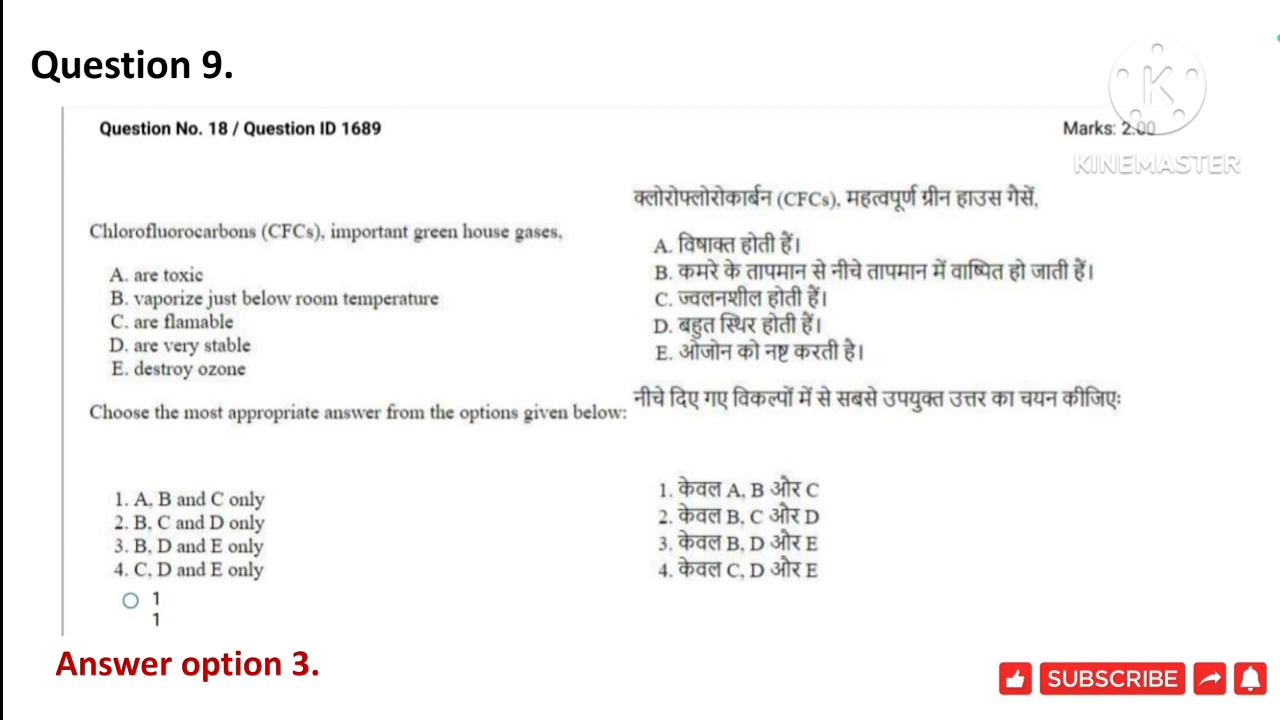 Question 9.
KINEMASTER
Question No. 18 / Question ID 1689
Marks: 2.00
Chlorofluorocarbons (CFCs), important green house gases,
A. are toxic
B. vaporize just below room temperature
C. are flamable
D. are very stable
E. destroy ozone
Choose the most appropriate answer from the options given below:
1. A, B and C only
2. B, C and D only
3. B, D and E only
4. C, D and E only
1
1
क्लोरोफ्लोरोकार्बन (CFCs), महत्वपूर्ण ग्रीन हाउस गैसें,
A. विषाक्त होती हैं।
B. कमरे के तापमान से नीचे तापमान में वाष्पित हो जाती हैं।
C. ज्वलनशील होती हैं।
D. बहुत स्थिर होती हैं।
E. ओजोन को नष्ट करती है।
नीचे दिए गए विकल्पों में से सबसे उपयुक्त उत्तर का चयन कीजिए:
1. केवल A, B और C
2. केवल B, C और D
3. केवल B, D और E
4. केवल C, D और E
Answer option 3.
SUBSCRIBE